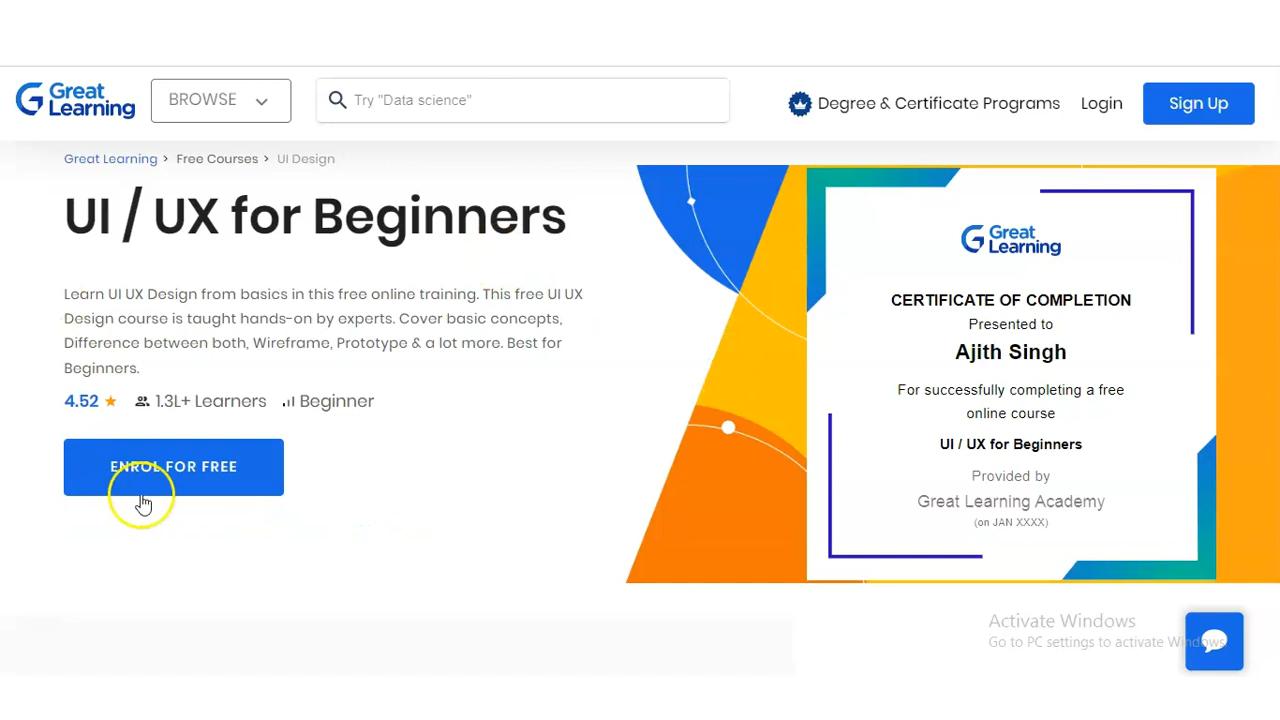 Great
Learning
BROWSE
Try "Data science"
Degree & Certificate Programs
Login
Sign Up
Great Learning > Free Courses > UI Design
UI / UX for Beginners
Learn UI UX Design from basics in this free online training. This free UI UX
Design course is taught hands-on by experts. Cover basic concepts,
Difference between both, Wireframe, Prototype & a lot more. Best for
Beginners.
4.52 ★ 1.3L+ Learners Beginner
ENROL FOR FREE
Great
Learning
CERTIFICATE OF COMPLETION
Presented to
Ajith Singh
For successfully completing a free
online course
UI / UX for Beginners
Provided by
Great Learning Academy
(on JAN XXXX)
Activate Windows
Go to PC settings to activate Windows.